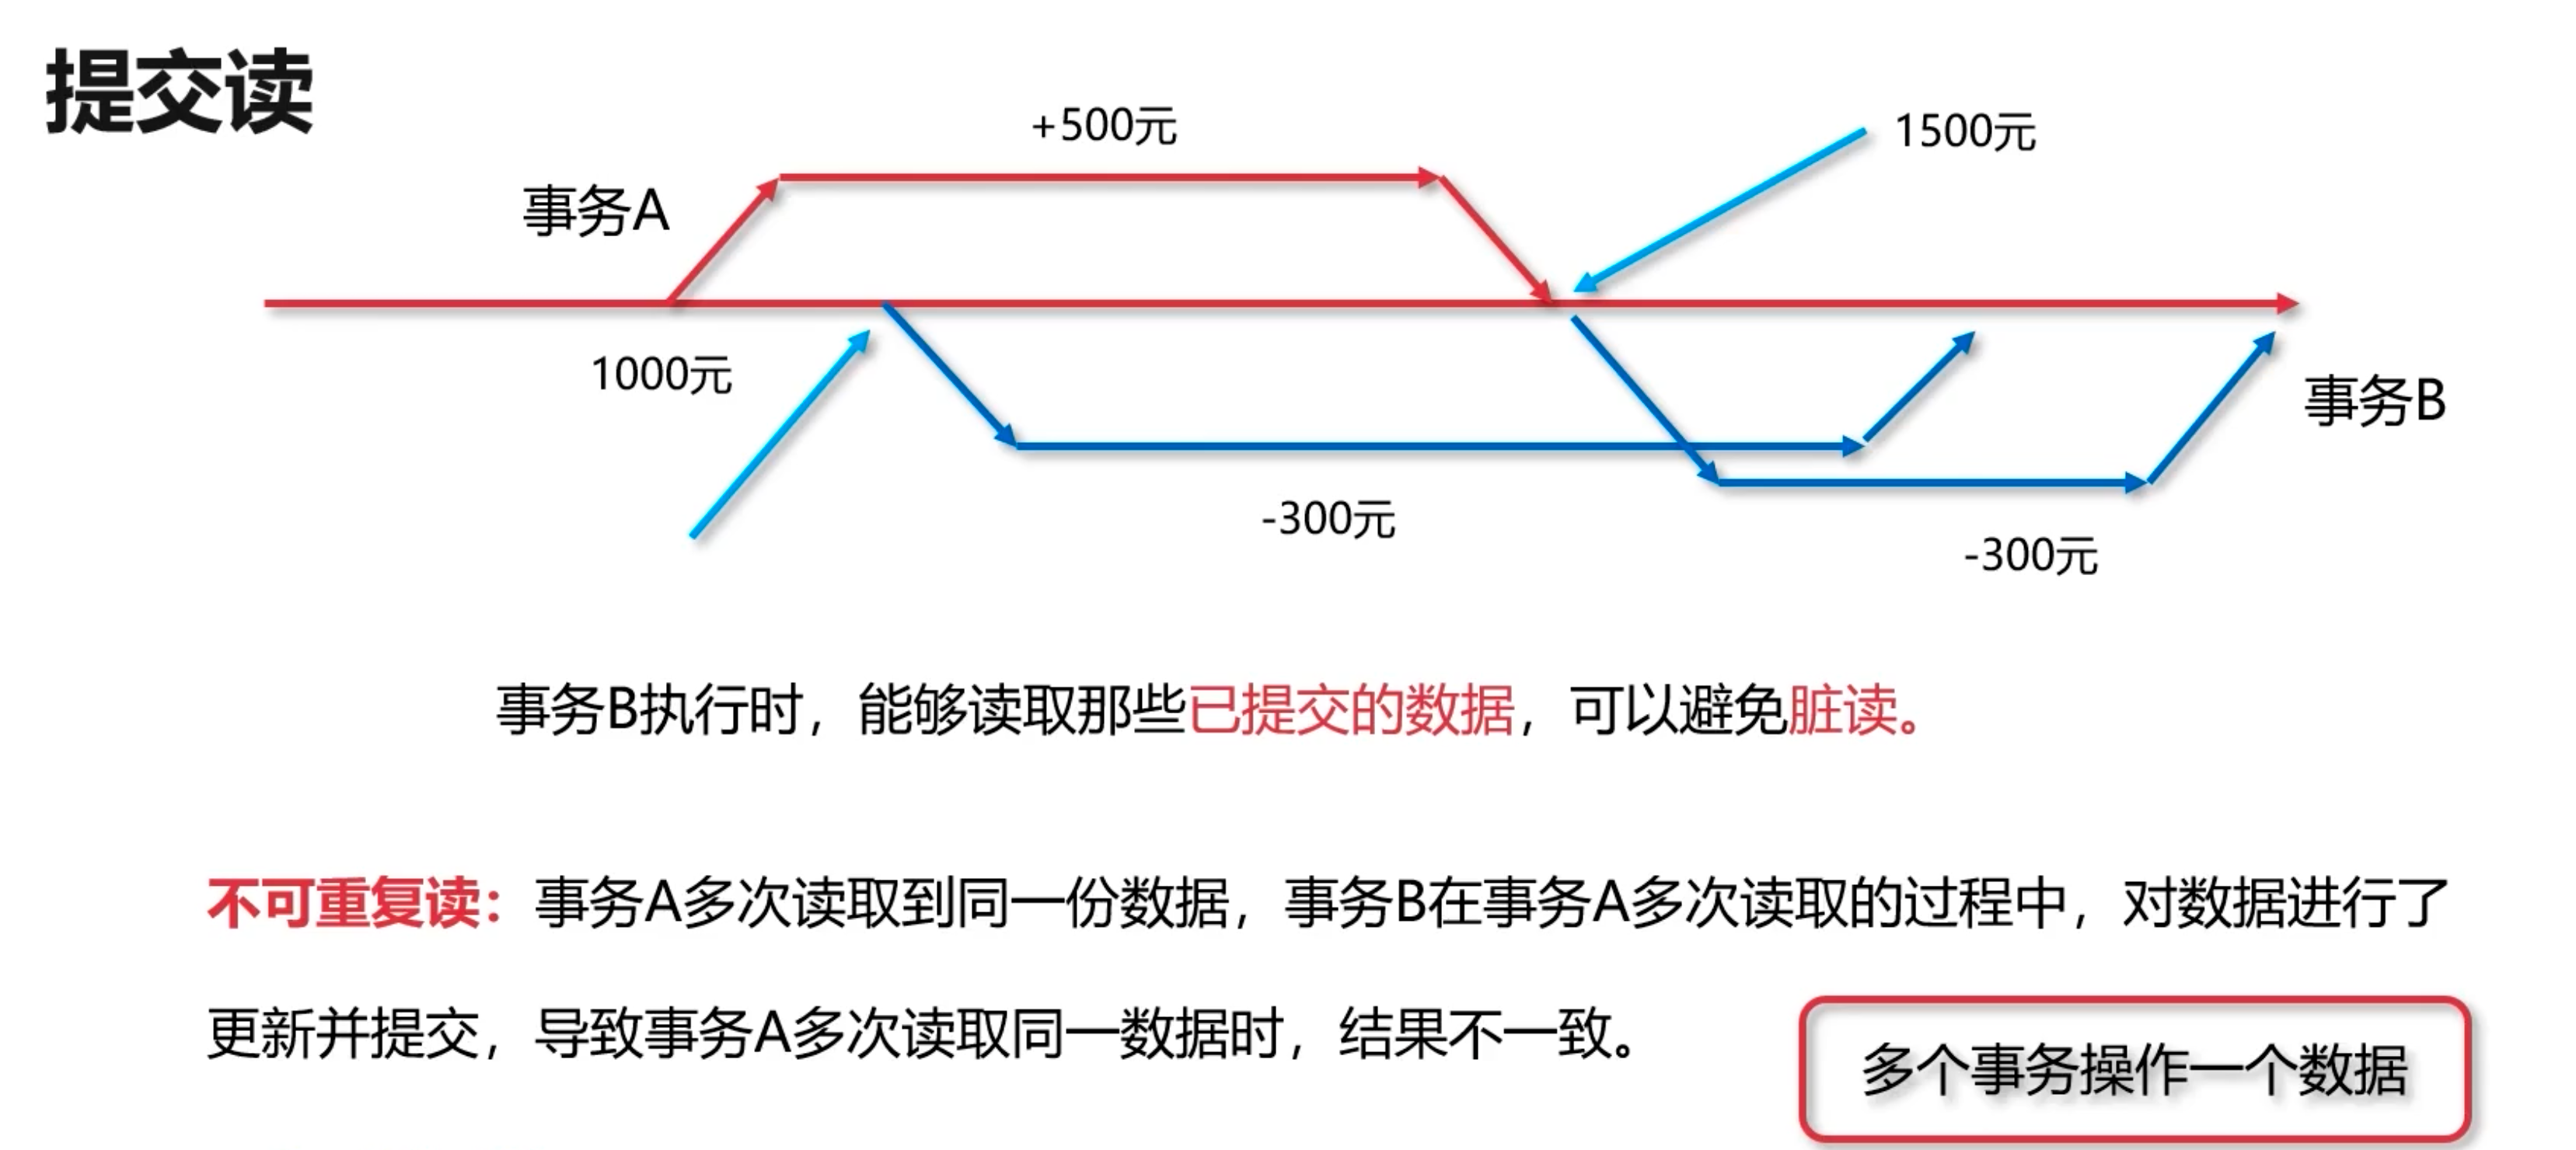 提交读
+500元
1500元
事务A
1000元
事务B
-300元
-300元
事务B执行时，能够读取那些已提交的数据，可以避免脏读。
不可重复读：事务A多次读取到同一份数据，事务B在事务A多次读取的过程中，对数据进行了
更新并提交，导致事务A多次读取同一数据时，结果不一致。
多个事务操作一个数据